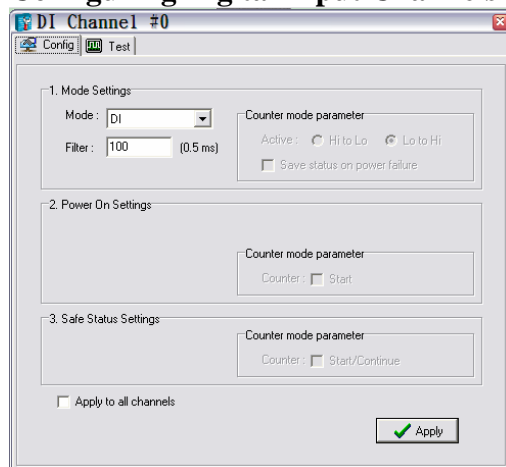 DI Channel #0
Config Test
1. Mode Settings
Mode : DI
Filter : 100 (0.5 ms)
Counter mode parameter
Active : Hi to Lo Lo to Hi
Save status on power failure
2. Power On Settings
Counter mode parameter
Counter : Start
3. Safe Status Settings
Counter mode parameter
Counter : Start/Continue
Apply to all channels
Apply